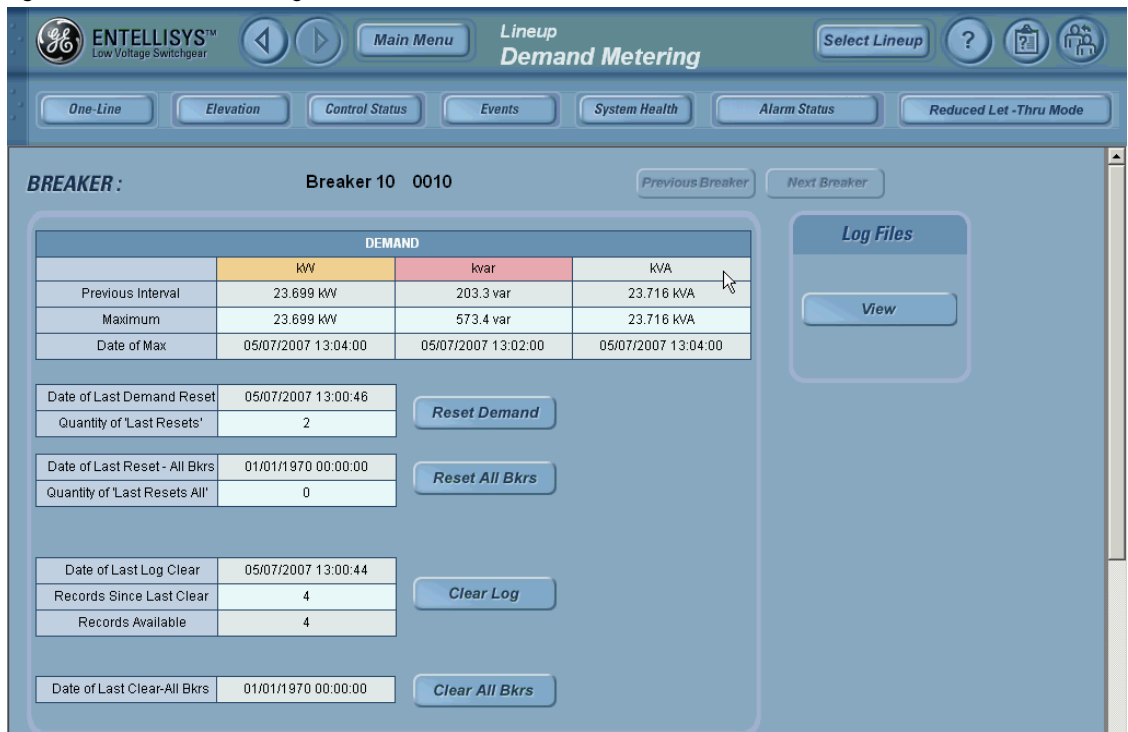 ENTELLISYS™
Low Voltage Switchgear
Main Menu
Lineup
Demand Metering
Select Lineup
?
?
One-Line
Elevation
Control Status
Events
System Health
Alarm Status
Reduced Let -Thru Mode
BREAKER :
Breaker 10 0010
Previous Breaker
Next Breaker
DEMAND
kW kvar kVA
Previous Interval 23.699 kW 203.3 var 23.716 kVA
Maximum 23.699 kW 573.4 var 23.716 kVA
Date of Max 05/07/2007 13:04:00 05/07/2007 13:02:00 05/07/2007 13:04:00
Log Files
View
Date of Last Demand Reset 05/07/2007 13:00:46
Quantity of 'Last Resets' 2
Reset Demand
Date of Last Reset - All Bkrs 01/01/1970 00:00:00
Quantity of 'Last Resets All' 0
Reset All Bkrs
Date of Last Log Clear 05/07/2007 13:00:44
Records Since Last Clear 4
Records Available 4
Clear Log
Date of Last Clear-All Bkrs 01/01/1970 00:00:00
Clear All Bkrs